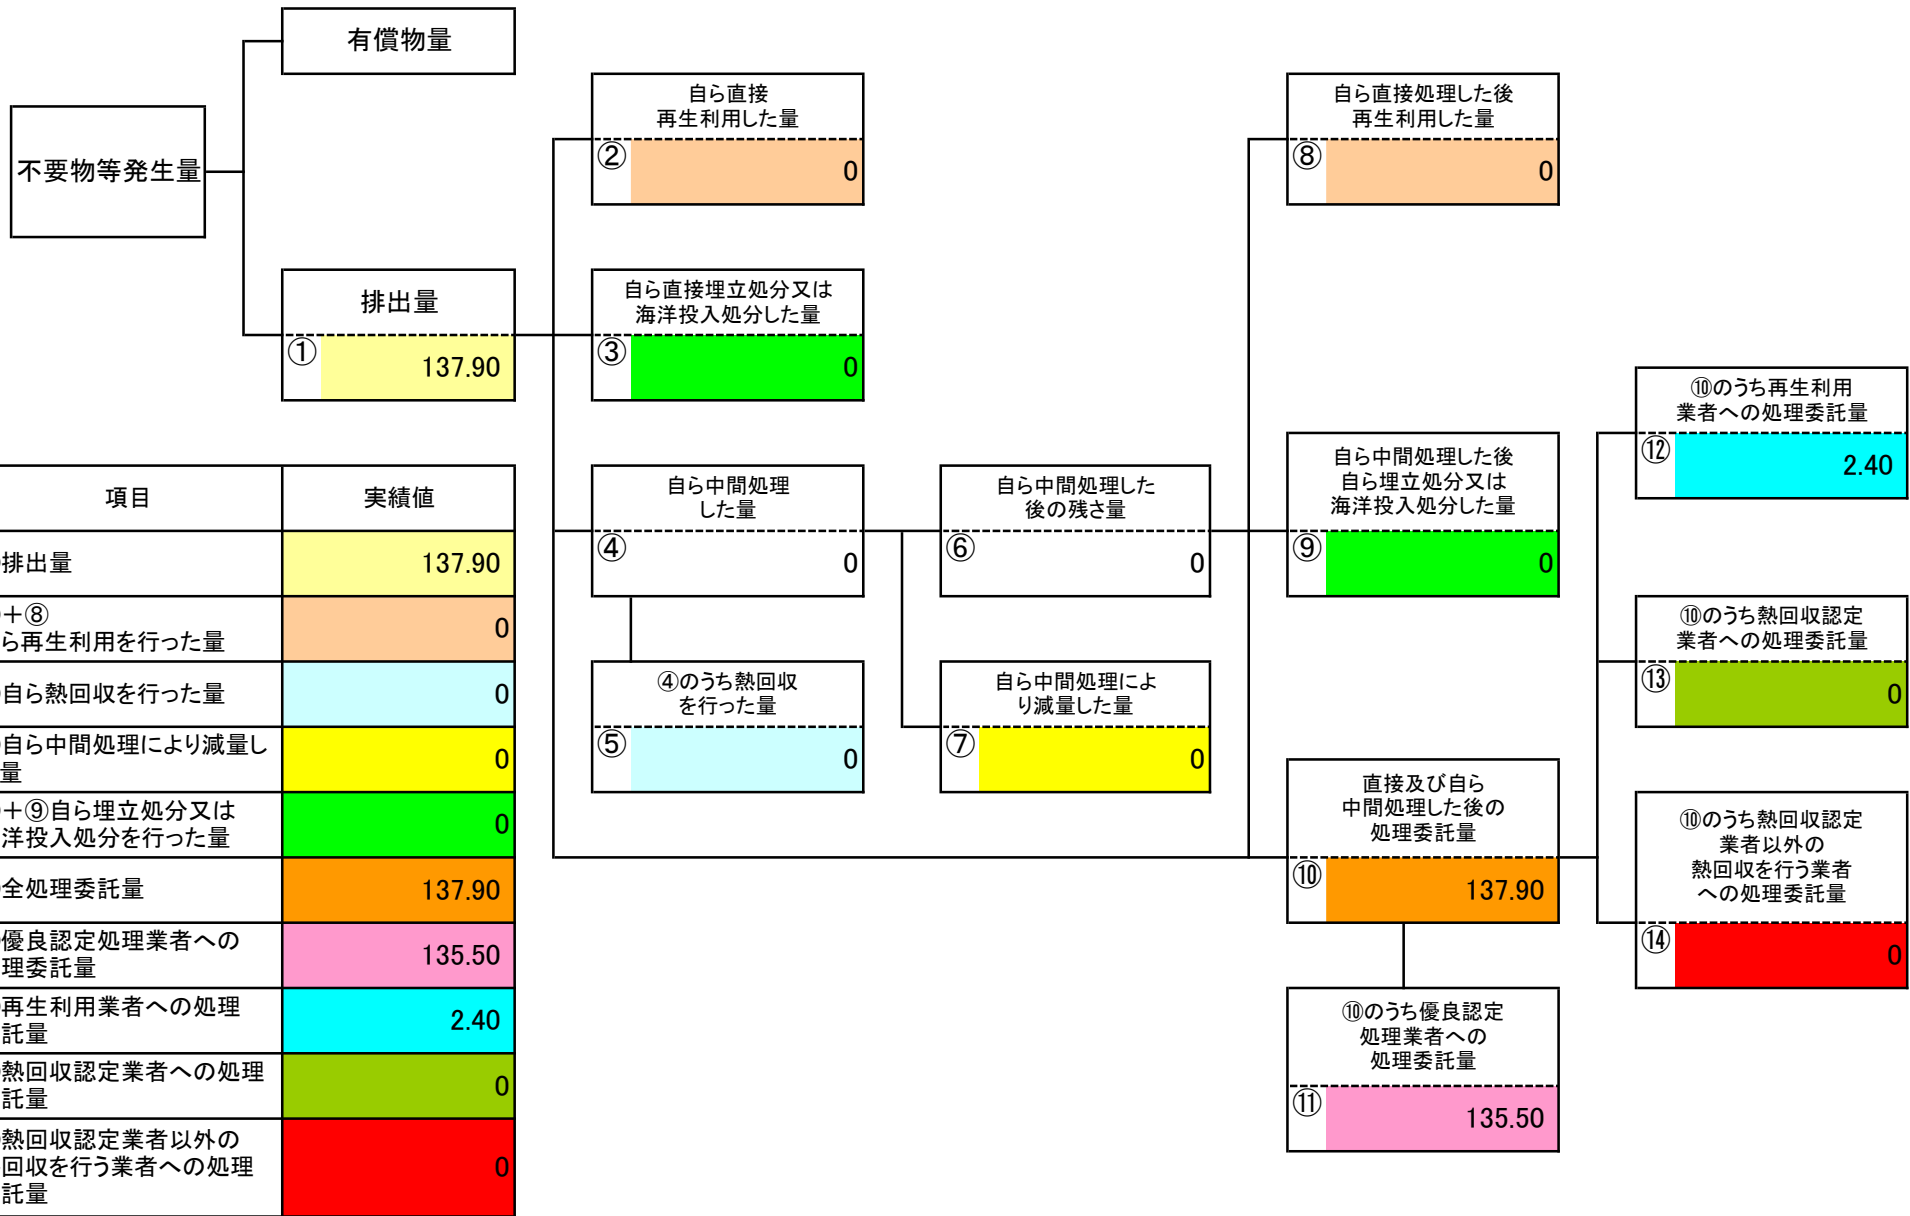 有償物量
不要物等発生量
排出量
①
137.90
自ら直接
再生利用した量
②
0
自ら直接埋立処分又は
海洋投入処分した量
③
0
自ら中間処理
した量
④
0
④のうち熱回収
を行った量
⑤
0
自ら中間処理した
後の残さ量
⑥
0
自ら中間処理によ
り減量した量
⑦
0
自ら直接処理した後
再生利用した量
⑧
0
自ら中間処理した後
自ら埋立処分又は
海洋投入処分した量
⑨
0
直接及び自ら
中間処理した後の
処理委託量
⑩
137.90
⑩のうち優良認定
処理業者への
処理委託量
⑪
135.50
⑩のうち再生利用
業者への処理委託量
⑫
2.40
⑩のうち熱回収認定
業者への処理委託量
⑬
0
⑩のうち熱回収認定
業者以外の
熱回収を行う業者
への処理委託量
⑭
0
項目 実績値
排出量 137.90
+⑧
ら再生利用を行った量 0
自ら熱回収を行った量 0
自ら中間処理により減量し
量 0
+⑨自ら埋立処分又は
洋投入処分を行った量 0
全処理委託量 137.90
優良認定処理業者への
理委託量 135.50
再生利用業者への処理
託量 2.40
熱回収認定業者への処理
託量 0
熱回収認定業者以外の
回収を行う業者への処理
託量 0